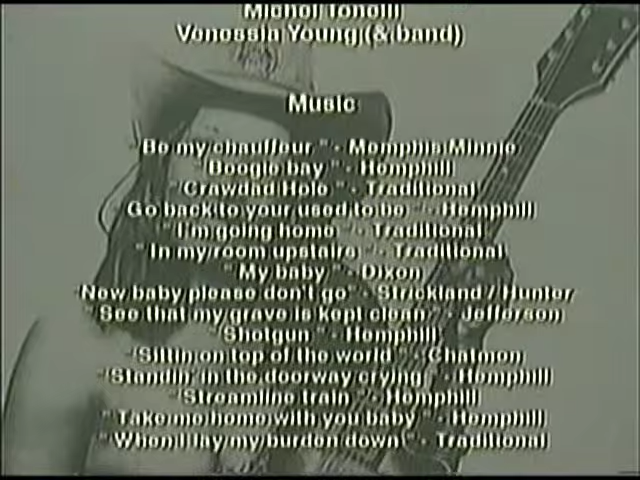 Vonossia Young (& band)
Music
Be my chauffeur " - Memphis Minnie
"Boogie bay " - Hemphill
" Crawdad Hole " - Traditional
Go back to your used to be " - Hemphill
" I'm going home " - Traditional
" In my room upstairs " - Traditional
" My baby " - Dixon
"New baby please don't go" - Strickland / Hunter
"See that my grave is kept clean " - Jefferson
"Shotgun " - Hemphill
"Sittin on top of the world " - Chatmon
"Standin' in the doorway crying " - Hemphill
"Streamline train " - Hemphill
" Take me home with you baby " - Hemphill
" When I lay my burden down " - Traditional